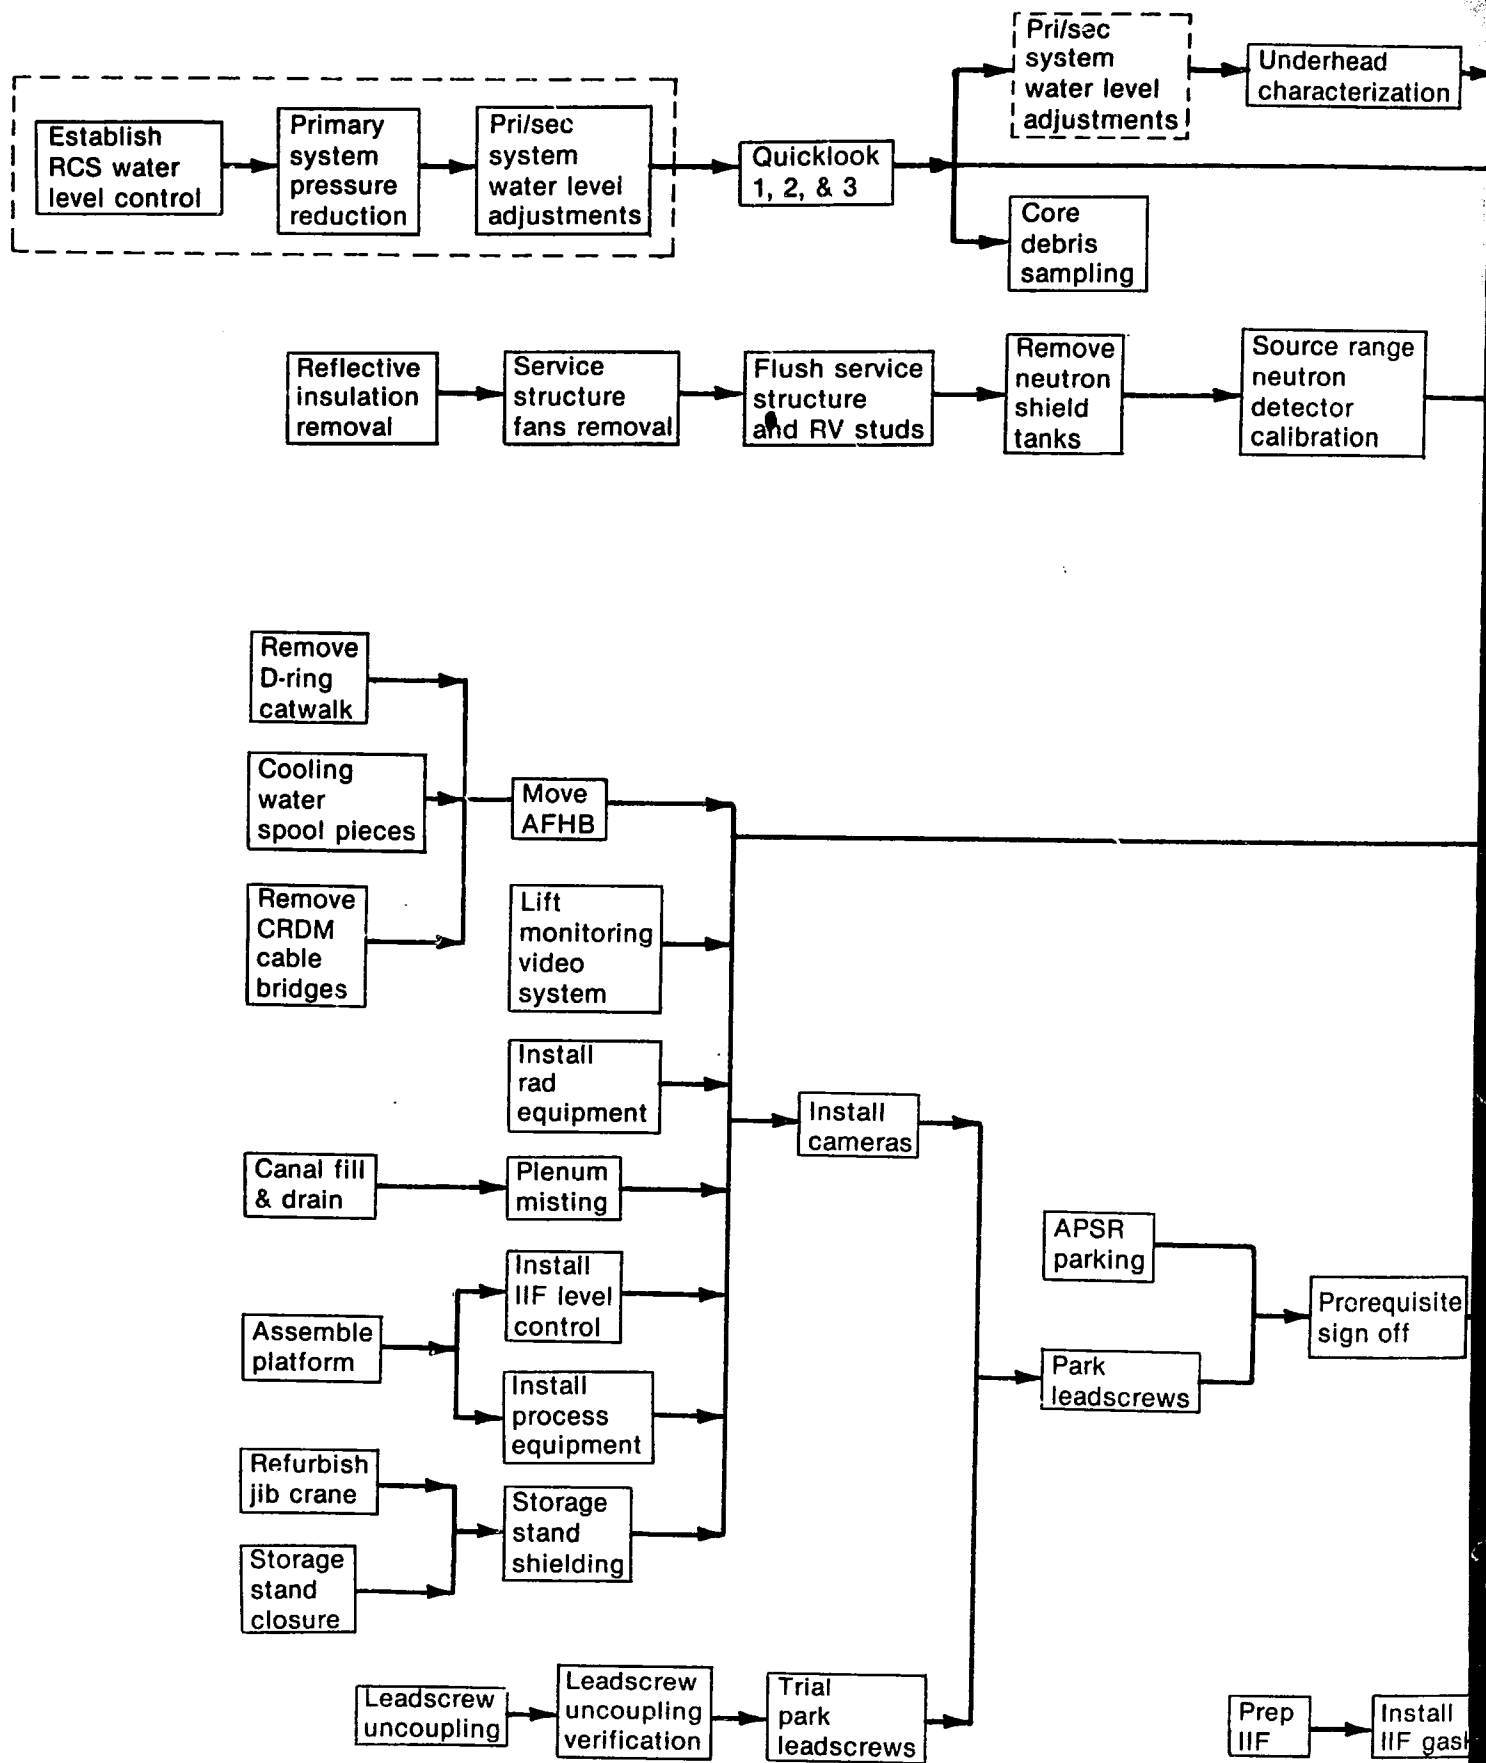 Establish
RCS water
level control
Primary
system
pressure
reduction
Pri/sec
system
water level
adjustments
Quicklook
1, 2, & 3
Pri/sec
system
water level
adjustments
Underhead
characterization
Core
debris
sampling
Reflective
insulation
removal
Service
structure
fans removal
Flush service
structure
and RV studs
Remove
neutron
shield
tanks
Source range
neutron
detector
calibration
Remove
D-ring
catwalk
Cooling
water
spool pieces
Remove
CRDM
cable
bridges
Move
AFHB
Lift
monitoring
video
system
Install
rad
equipment
Canal fill
& drain
Plenum
misting
Install
cameras
Assemble
platform
Install
IIF level
control
Install
process
equipment
APSR
parking
Park
leadscrews
Prerequisite
sign off
Refurbish
jib crane
Storage
stand
closure
Storage
stand
shielding
Leadscrew
uncoupling
Leadscrew
uncoupling
verification
Trial
park
leadscrews
Prep
IIF
Install
IIF